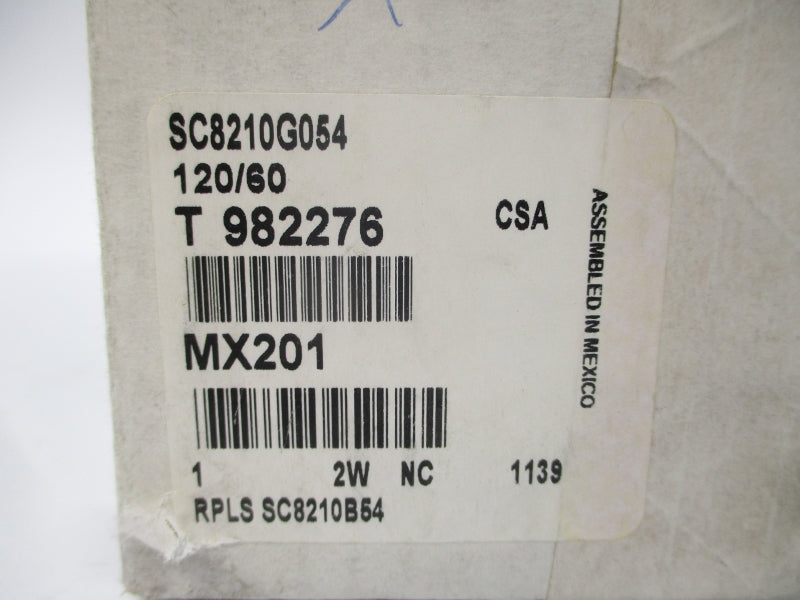 SC8210G054
120/60
T 982276
CSA
MX201
1 2W NC 1139
RPLS SC8210B54
ASSEMBLED IN MEXICO